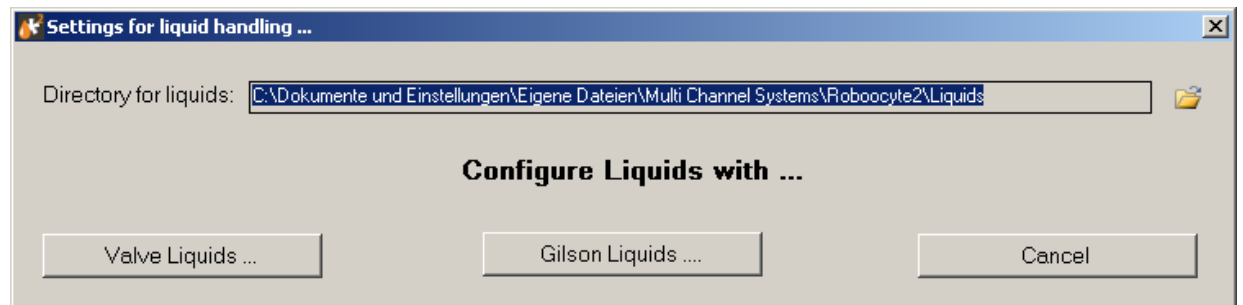 Settings for liquid handling ...
Directory for liquids: C:\Dokumente und Einstellungen\Eigene Dateien\Multi Channel Systems\Roboocyte2\Liquids
Configure Liquids with ...
Valve Liquids ... Gilson Liquids .... Cancel